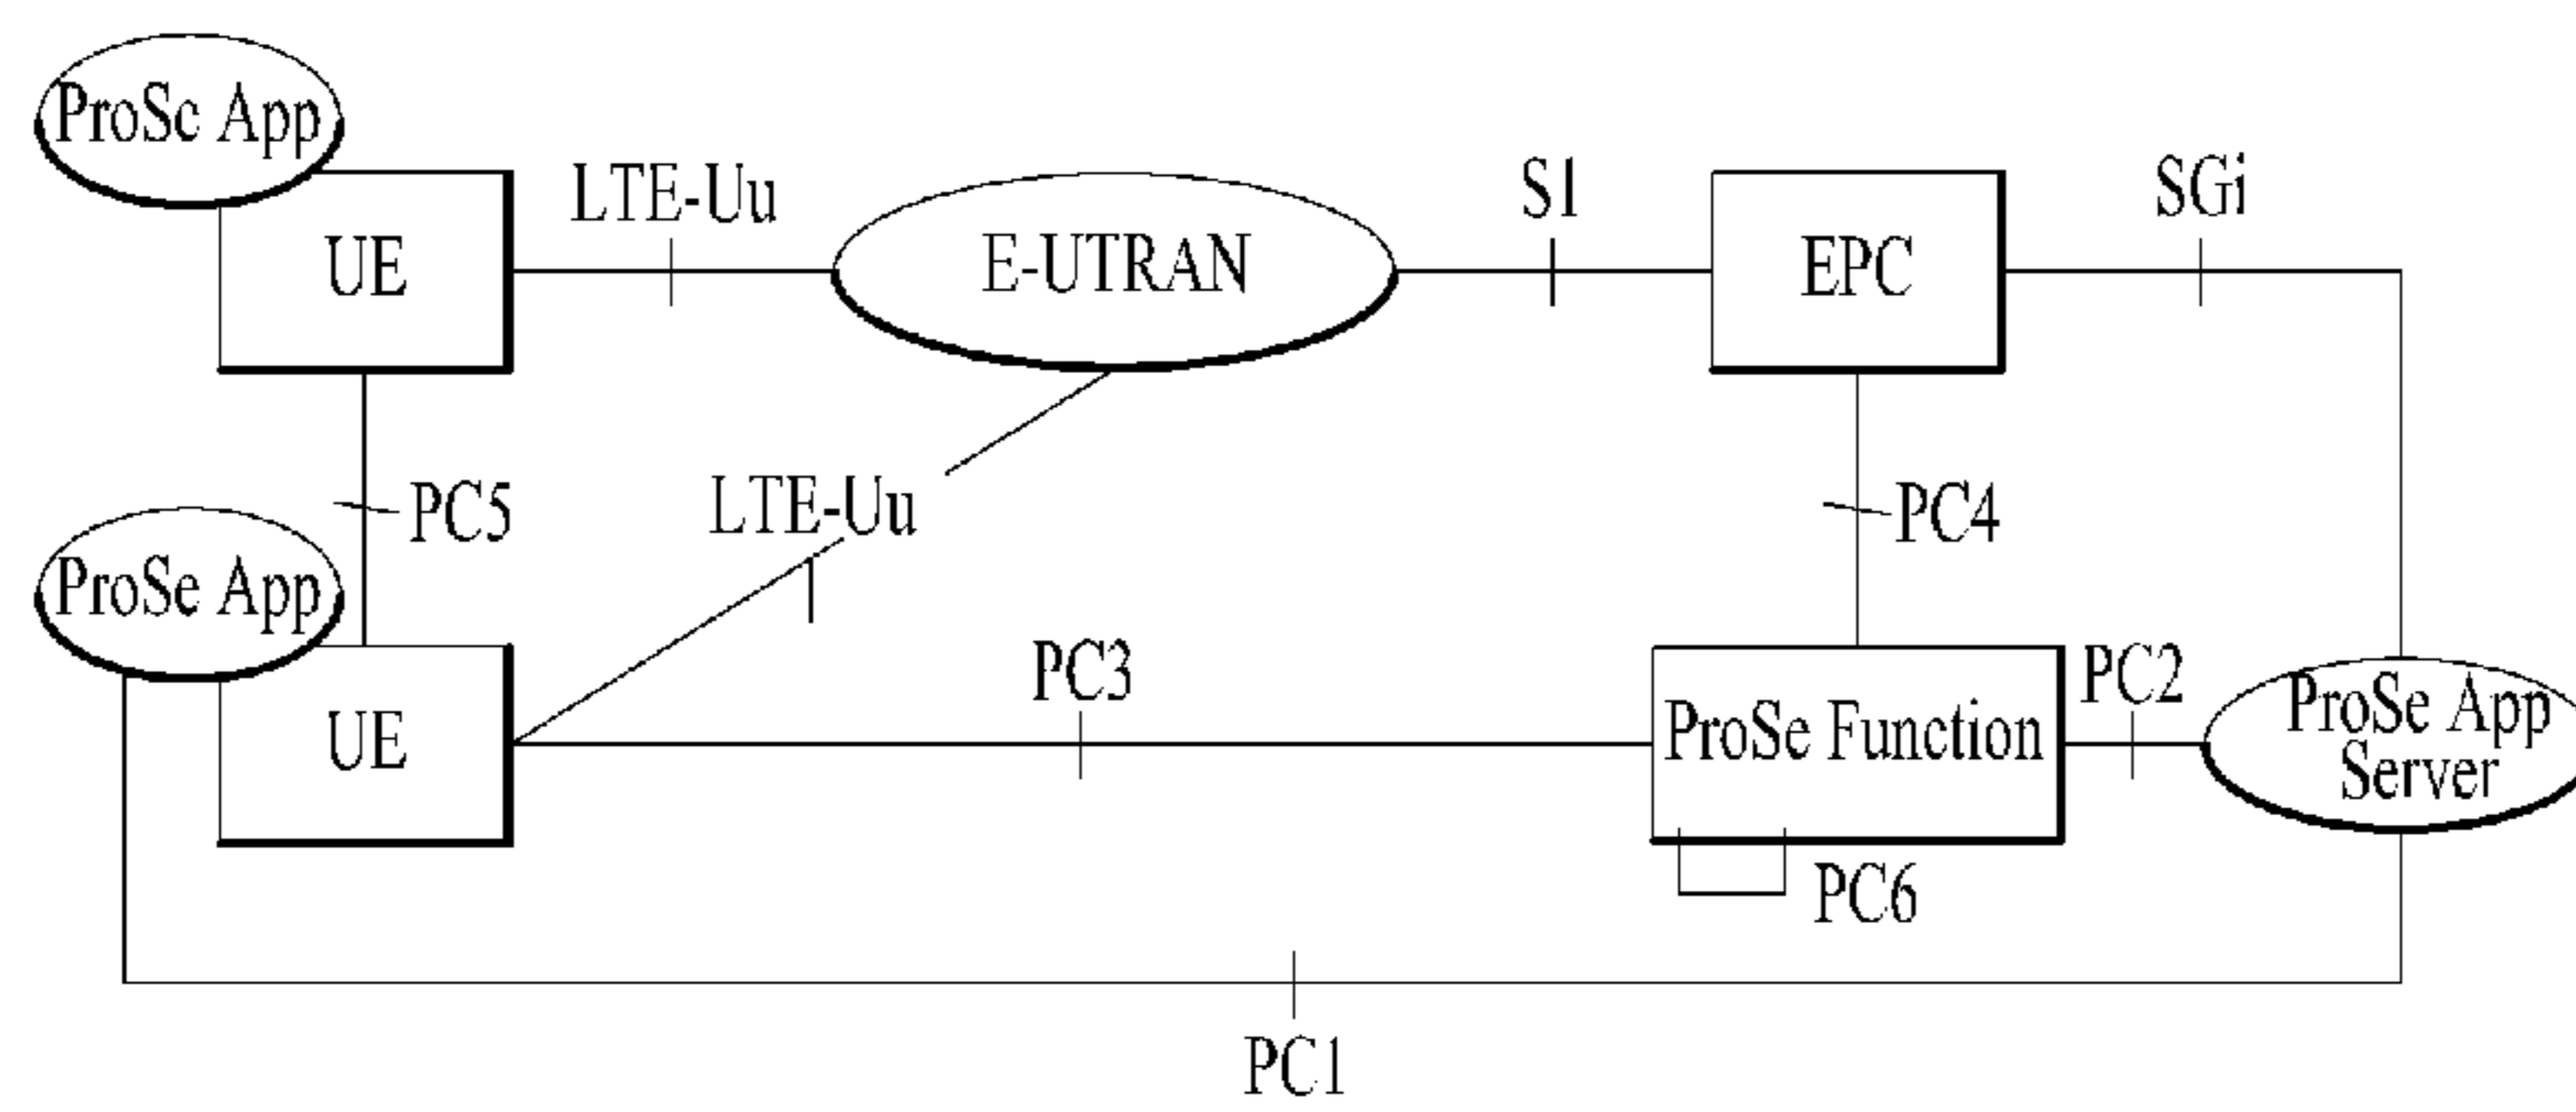 ProSe App
UE
LTE-Uu
E-UTRAN
S1
EPC
SGi
PC5
LTE-Uu
PC4
ProSe App
UE
PC3
ProSe Function
PC2
ProSe App
Server
PC6
PC1